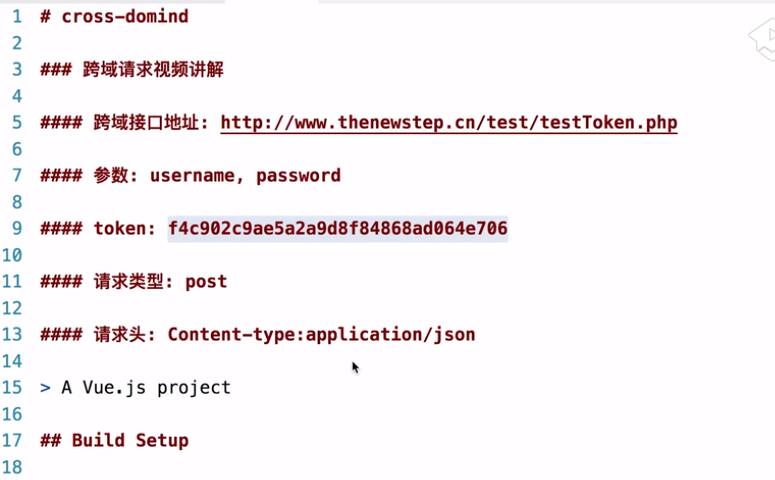 1 # cross-domind
2
3 ### 跨域请求视频讲解
4
5 #### 跨域接口地址: http://www.thenewstep.cn/test/testToken.php
6
7 #### 参数: username, password
8
9 #### token: f4c902c9ae5a2a9d8f84868ad064e706
10
11 #### 请求类型: post
12
13 #### 请求头: Content-type:application/json
14
15 > A Vue.js project
16
17 ## Build Setup
18